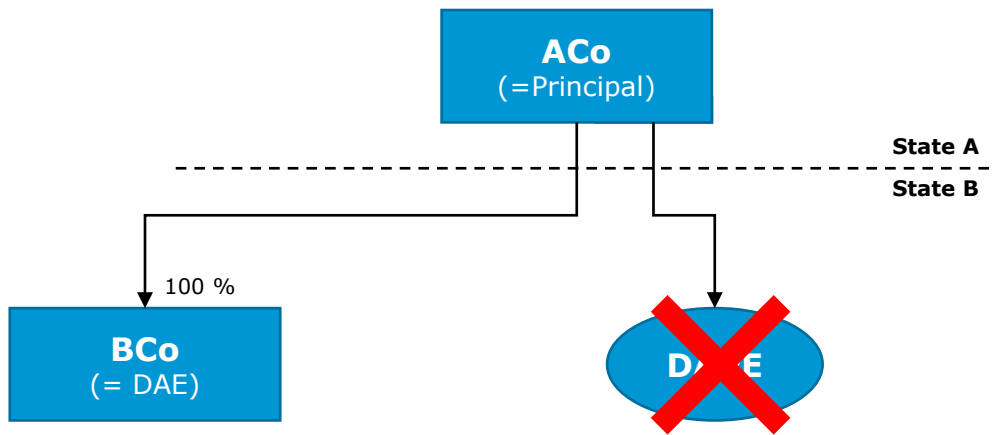 ACo
(=Principal)
State A
State B
100 %
BCo
(= DAE)